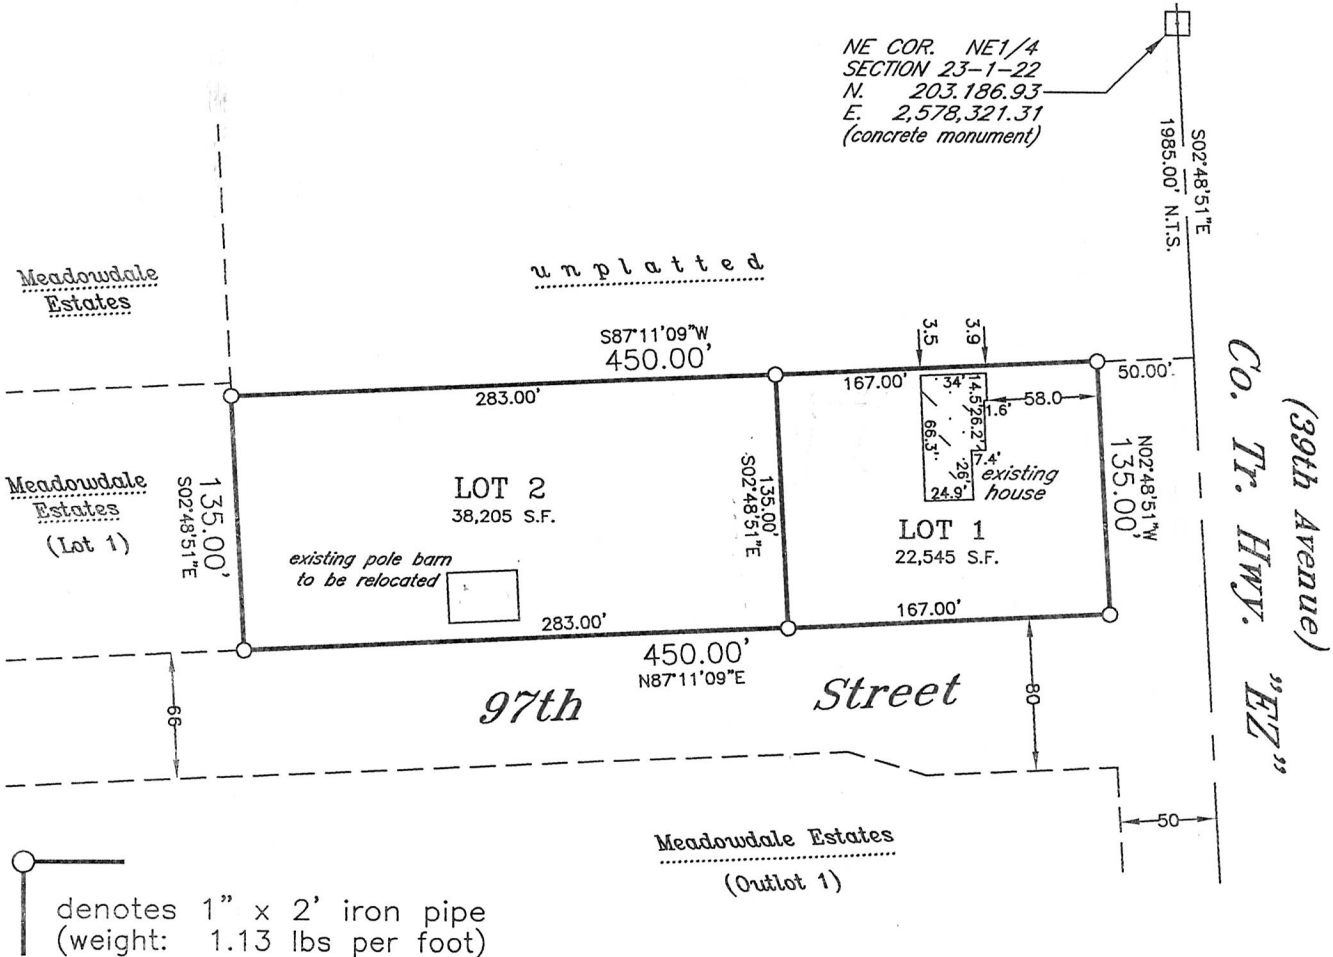 NE COR. NE1/4
SECTION 23-1-22
N. 203.186.93
E. 2,578,321.31
(concrete monument)
S02°48'51"E
1985.00' N.T.S.
Meadowdale
Estates
unplatted
S87°11'09"W
450.00'
283.00'
167.00'
3.5
3.9
50.00'
34'
14.5'
1.6'
58.0
26.2'
66.3'
7.4'
26'
24.9'
existing
house
N02°48'51"W
135.00'
Co. Tr. Hwy. "EZ"
(39th Avenue)
Meadowdale
Estates
(Lot 1)
135.00'
S02°48'51"E
LOT 2
38,205 S.F.
135.00'
S02°48'51"E
LOT 1
22,545 S.F.
existing pole barn
to be relocated
283.00'
167.00'
450.00'
N87°11'09"E
97th Street
66
80
50
Meadowdale Estates
(Outlot 1)
denotes 1" x 2' iron pipe
(weight: 1.13 lbs per foot)